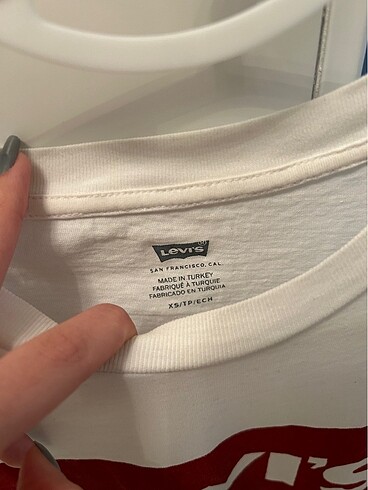 Levi's
SAN FRANCISCO, CAL.
MADE IN TURKEY
FABRIQUÉ À TURQUIE
FABRICADO EN TURQUIA
XS/TP/ECH
's